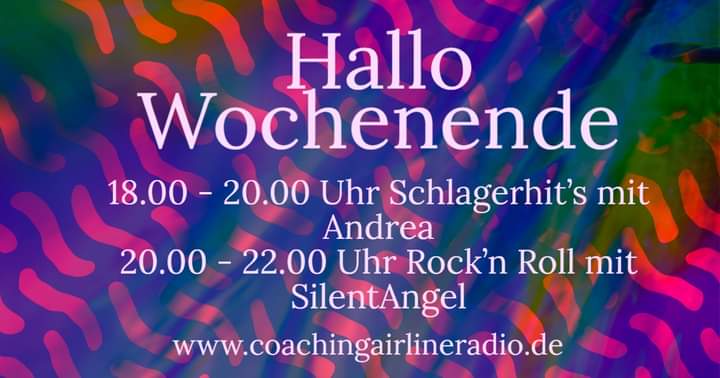 Hallo
Wochenende
18.00 - 20.00 Uhr Schlagerhit's mit
Andrea
20.00 - 22.00 Uhr Rock'n Roll mit
SilentAngel
www.coachingairlineradio.de